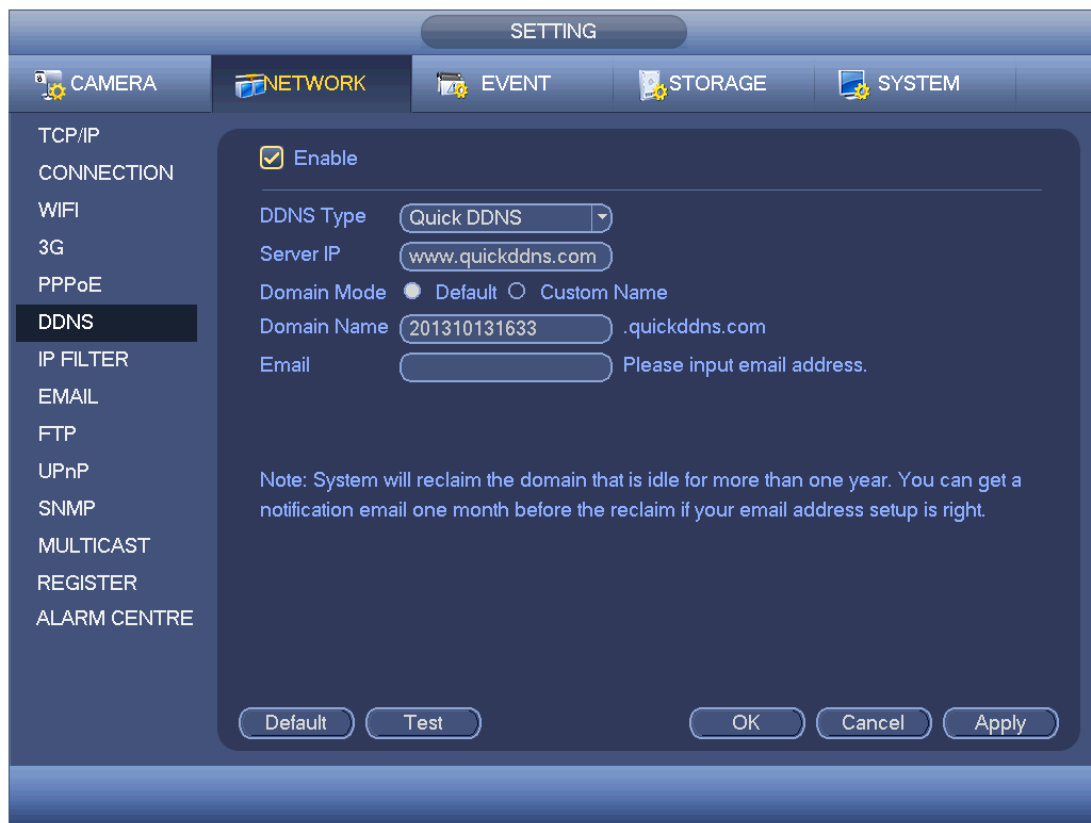 SETTING
CAMERA NETWORK EVENT STORAGE SYSTEM
TCP/IP
CONNECTION
WIFI
3G
PPPoE
DDNS
IP FILTER
EMAIL
FTP
UPnP
SNMP
MULTICAST
REGISTER
ALARM CENTRE
Enable
DDNS Type Quick DDNS
Server IP www.quickddns.com
Domain Mode Default Custom Name
Domain Name 201310131633 .quickddns.com
Email Please input email address.
Note: System will reclaim the domain that is idle for more than one year. You can get a
notification email one month before the reclaim if your email address setup is right.
Default Test OK Cancel Apply